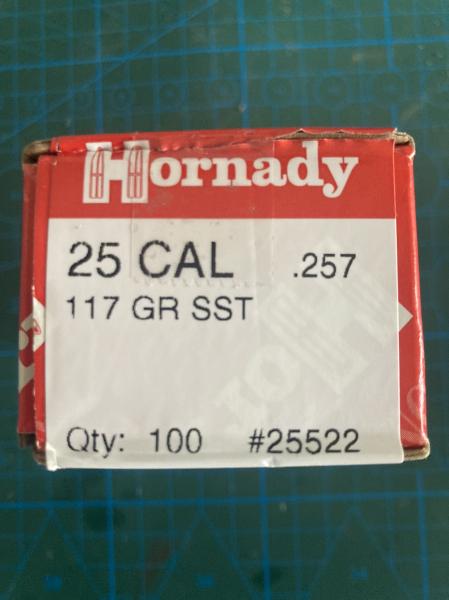 Hornady
25 CAL .257
117 GR SST
Qty: 100 #25522